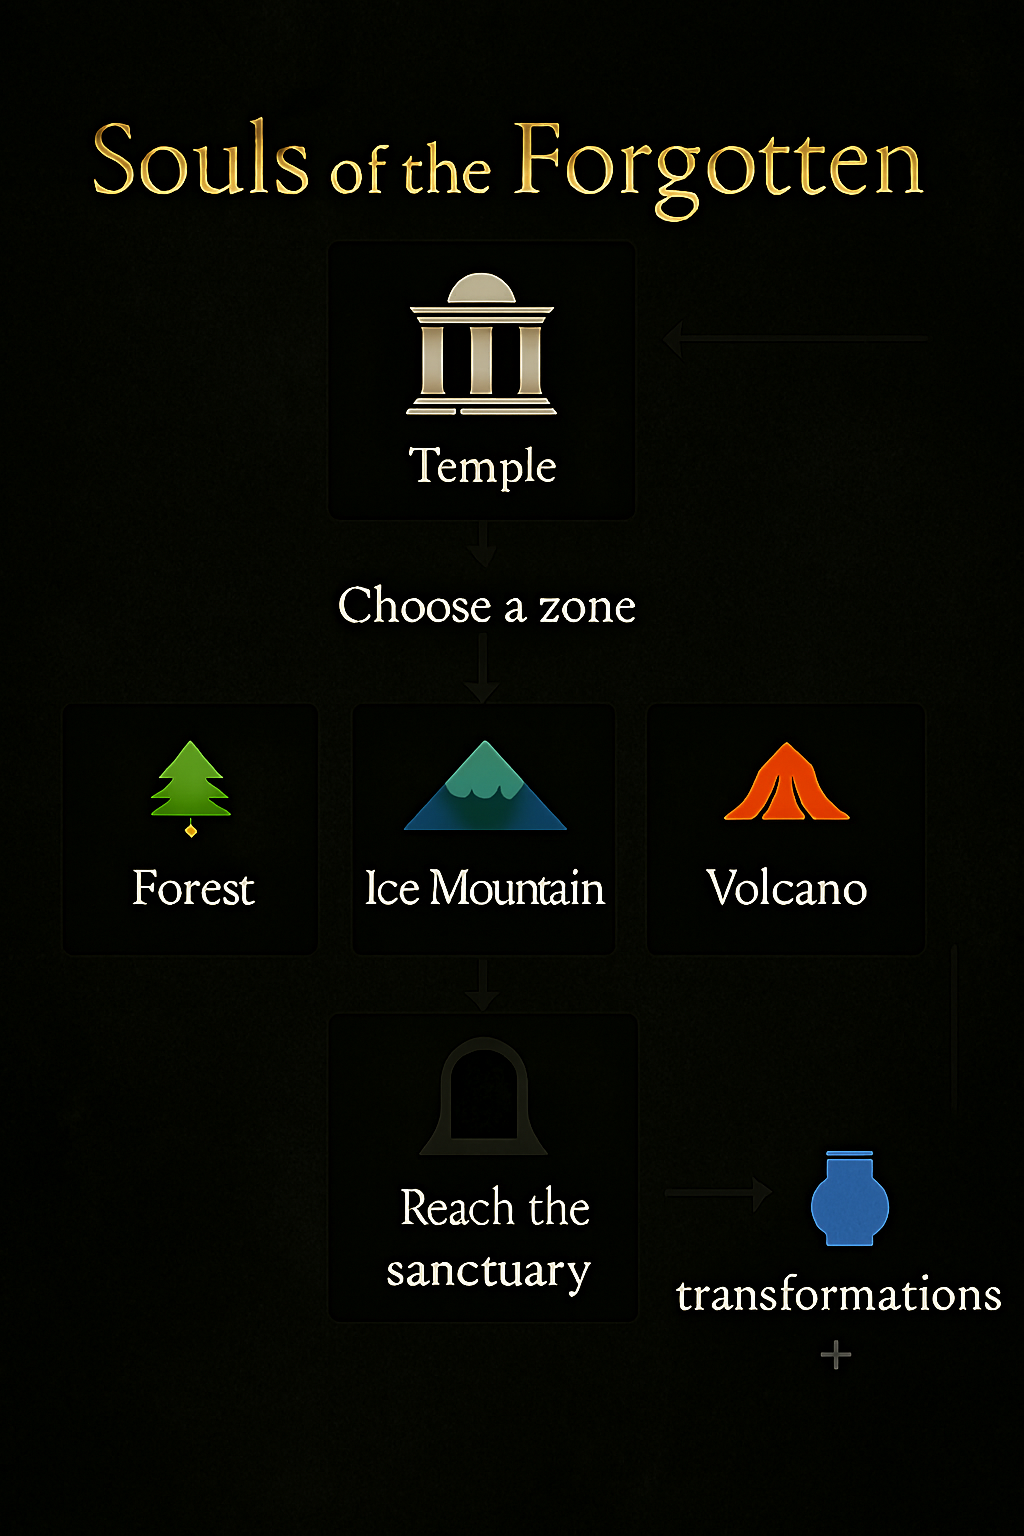 Souls of the Forgotten
Temple
Choose a zone
Forest
Ice Mountain
Volcano
Reach the
sanctuary
transformations
+